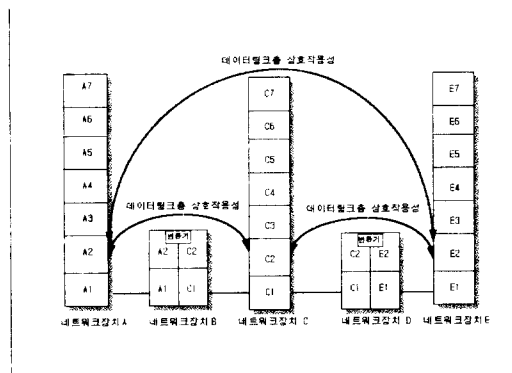 데이터링크층 상호작용성
A7 C7 E7
A6 C6 E6
A5 C5 E5
A4 C4 E4
데이터링크층 상호작용성 데이터링크층 상호작용성
A3 C3 E3
변환기 변환기
A2 A2 C2 C2 C2 E2 E2
A1 A1 C1 C1 C1 E1 E1
네트워크장치A 네트워크장치B 네트워크장치 C 네트워크장치 D 네트워크장치E